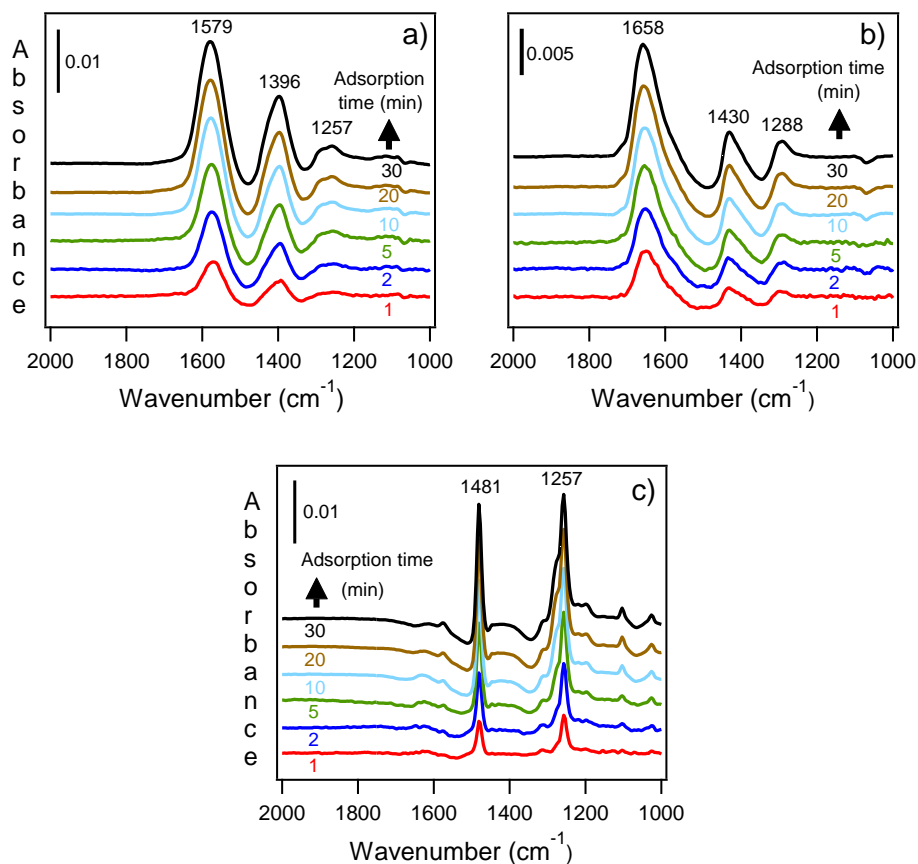 a)
1579
0.01
1396
1257
Adsorption
time (min)
Absorbance
30
20
10
5
2
1
2000 1800 1600 1400 1200 1000
Wavenumber (cm-1)
b)
1658
0.005
1430
1288
Adsorption time
(min)
30
20
10
5
2
1
2000 1800 1600 1400 1200 1000
Wavenumber (cm-1)
c)
1481
1257
0.01
Adsorption time
(min)
Absorbance
30
20
10
5
2
1
2000 1800 1600 1400 1200 1000
Wavenumber (cm-1)